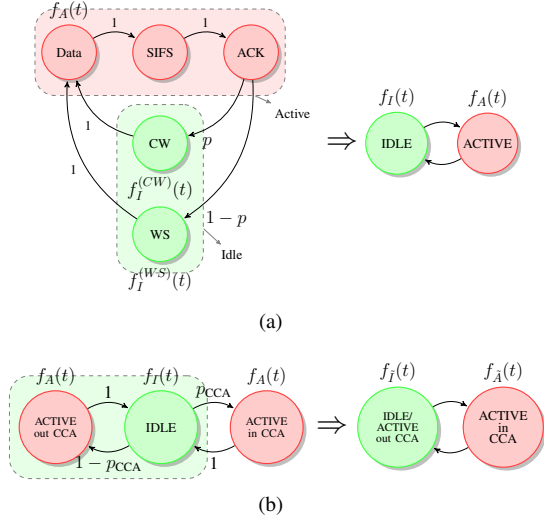 f_A(t)
1
1
Data
SIFS
ACK
Active
1
CW
p
f_I^{(CW)}(t)
1
WS
1 − p
Idle
f_I^{(WS)}(t)
⇒
f_I(t)
f_A(t)
IDLE
ACTIVE
(a)
f_A(t)
f_I(t)
f_A(t)
1
p_CCA
ACTIVE
out CCA
IDLE
ACTIVE
in CCA
1 − p_CCA
1
⇒
f_Ĩ(t)
f_Ã(t)
IDLE/
ACTIVE
out CCA
ACTIVE
in
CCA
(b)